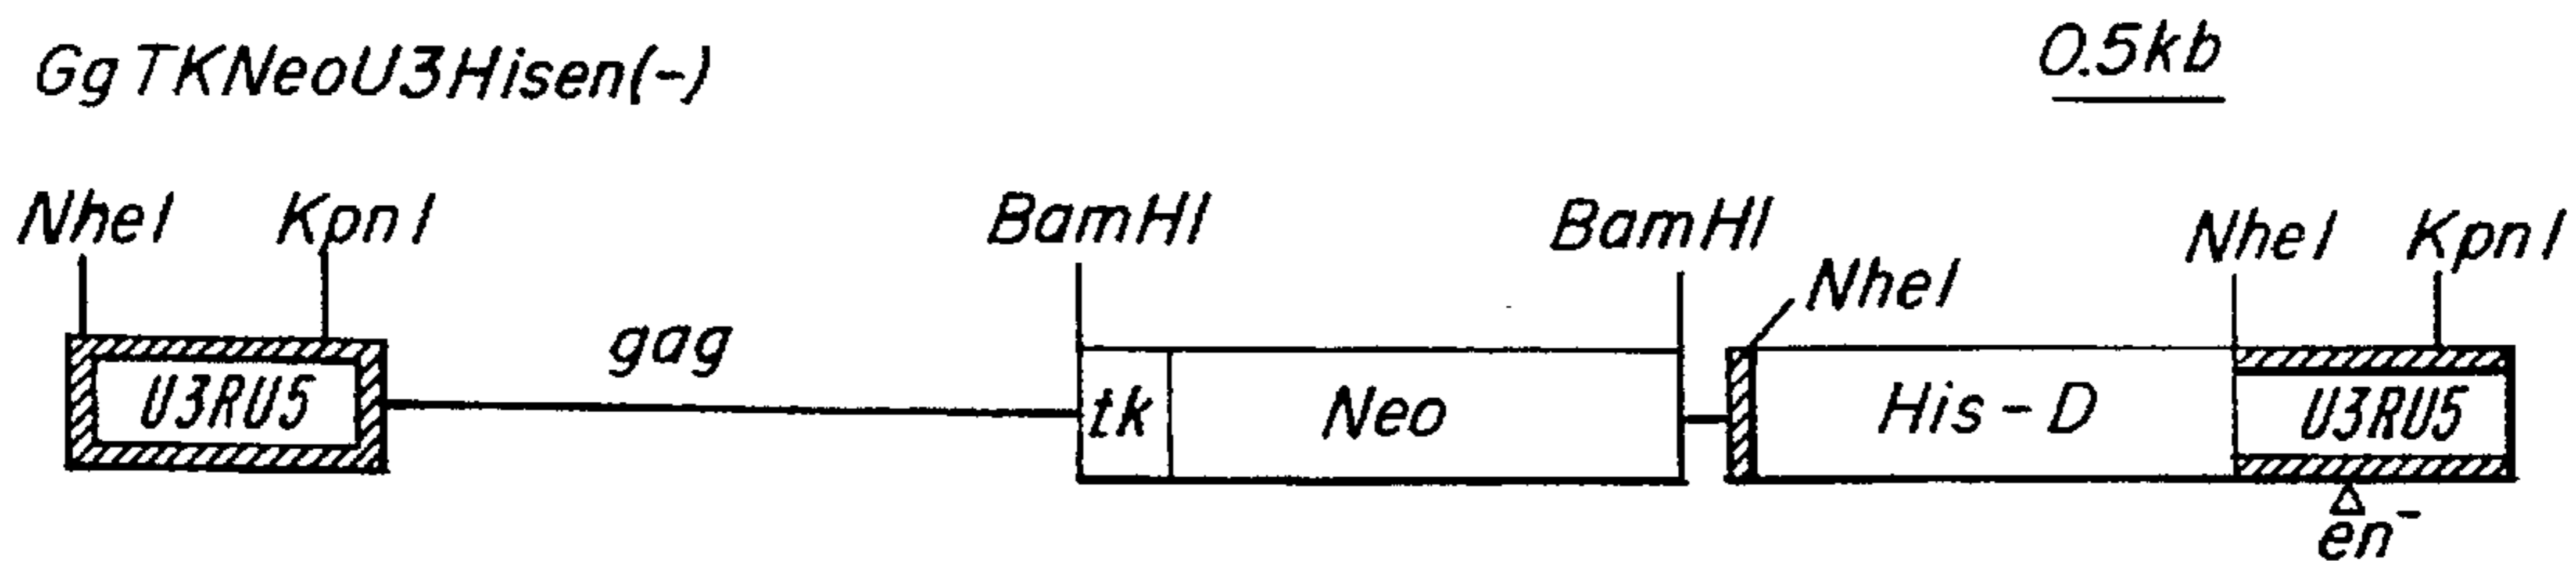 GgTKNeoU3Hisen(-)
0.5kb
NheI KpnI BamHI BamHI NheI NheI KpnI
gag
U3RU5 tk Neo His-D U3RU5
en-